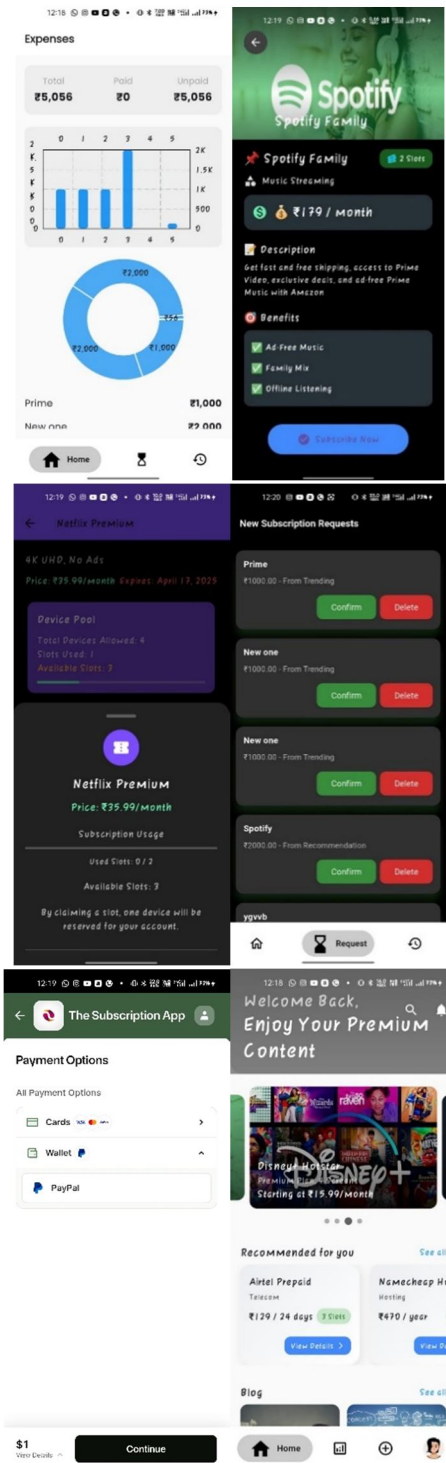 12:18
Expenses
Total Paid Unpaid
₹5,056 ₹0 ₹5,056
0 1 2 3 4 5
2K
1.5K
1K
500
0
0 1 2 3 4 5
₹2,000
₹56
₹2,000
₹1,000
Prime ₹1,000
New one ₹2,000
Home
12:19
Spotify
Spotify Family
Spotify Family
2 Slots
Music Streaming
₹179 / month
Description
Get fast and free shipping, access to Prime
Video, exclusive deals, and ad-free Prime
Music with Amazon
Benefits
Ad-Free Music
Family Mix
Offline Listening
Subscribe Now
12:19
Netflix Premium
4K UHD, No Ads
Price: ₹35.99/month Expires: April 17, 2025
Device Pool
Total Devices Allowed: 4
Slots Used: 1
Available Slots: 3
Netflix Premium
Price: ₹35.99/month
Subscription Usage
Used Slots: 0 / 2
Available Slots: 3
By claiming a slot, one device will be
reserved for your account.
12:20
New Subscription Requests
Prime
₹1000.00 - From Trending
Confirm Delete
New one
₹1000.00 - From Trending
Confirm Delete
New one
₹1000.00 - From Trending
Confirm Delete
Spotify
₹2000.00 - From Recommendation
Confirm Delete
ygvvb
Request
12:19
The Subscription App
Payment Options
All Payment Options
Cards VISA
Wallet
PayPal
$1
View Details
Continue
12:18
Welcome Back,
Enjoy Your Premium
Content
Wizards
raven
Disney+ Hotstar
Starting at ₹15.99/month
DISNEY+
Recommended for you See all
Airtel Prepaid
Telecom
₹129 / 24 days 3 Slots
View Details
Namecheap H
Hosting
₹470 / year
View De
Blog See all
Home